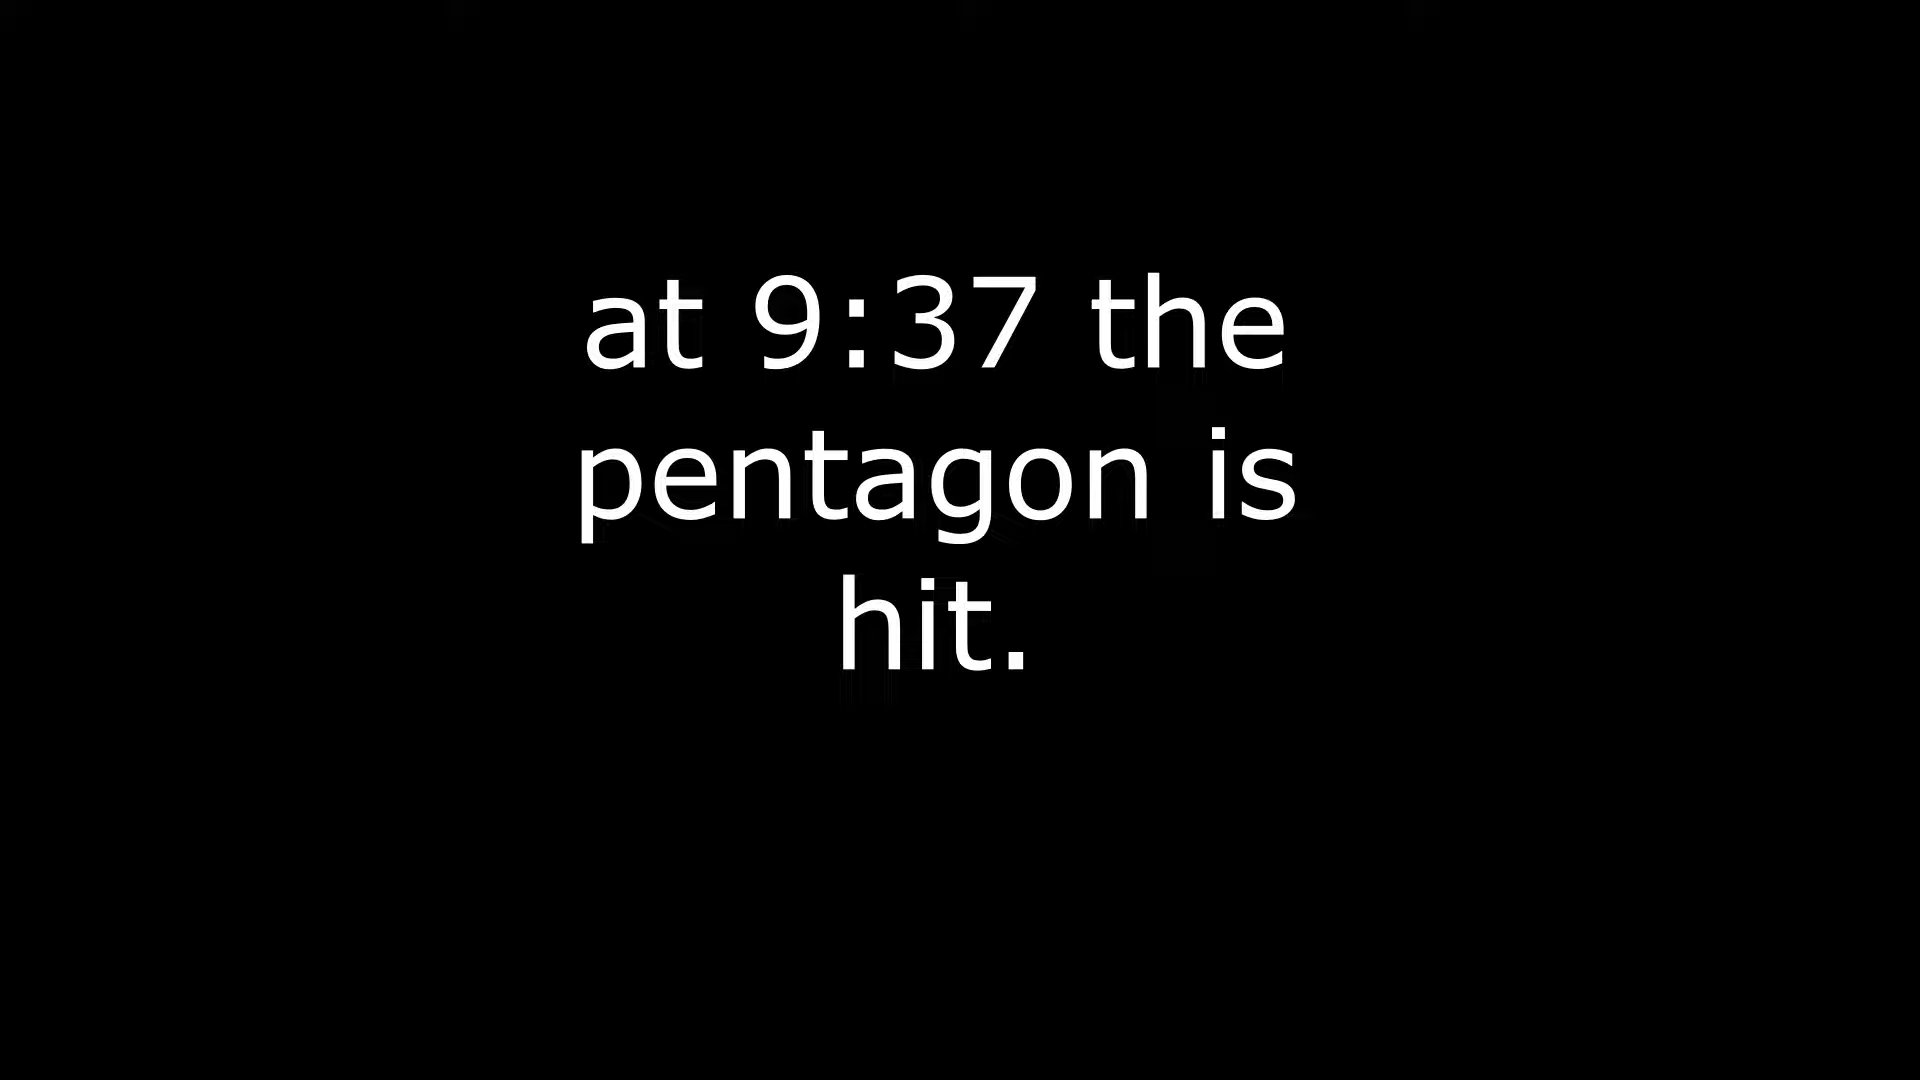 at 9:37 the
pentagon is
hit.